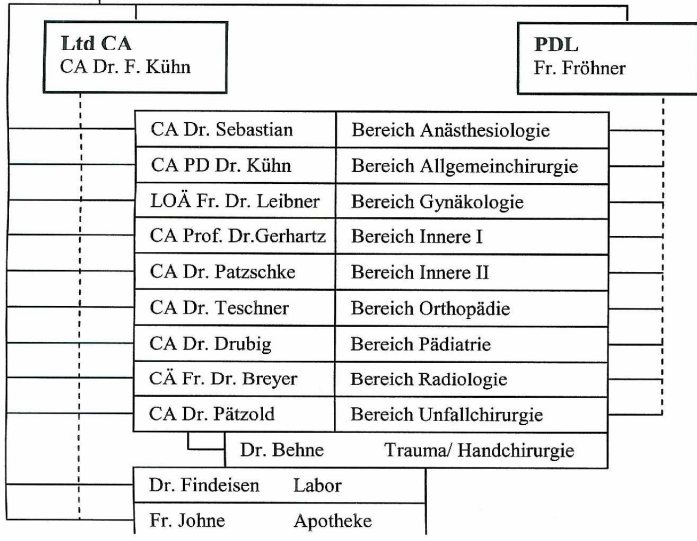 Ltd CA
CA Dr. F. Kühn
PDL
Fr. Fröhner
CA Dr. Sebastian Bereich Anästhesiologie
CA PD Dr. Kühn Bereich Allgemeinchirurgie
LOÄ Fr. Dr. Leibner Bereich Gynäkologie
CA Prof. Dr.Gerhartz Bereich Innere I
CA Dr. Patzschke Bereich Innere II
CA Dr. Teschner Bereich Orthopädie
CA Dr. Drubig Bereich Pädiatrie
CÄ Fr. Dr. Breyer Bereich Radiologie
CA Dr. Pätzold Bereich Unfallchirurgie
Dr. Behne Trauma/ Handchirurgie
Dr. Findeisen Labor
Fr. Johne Apotheke